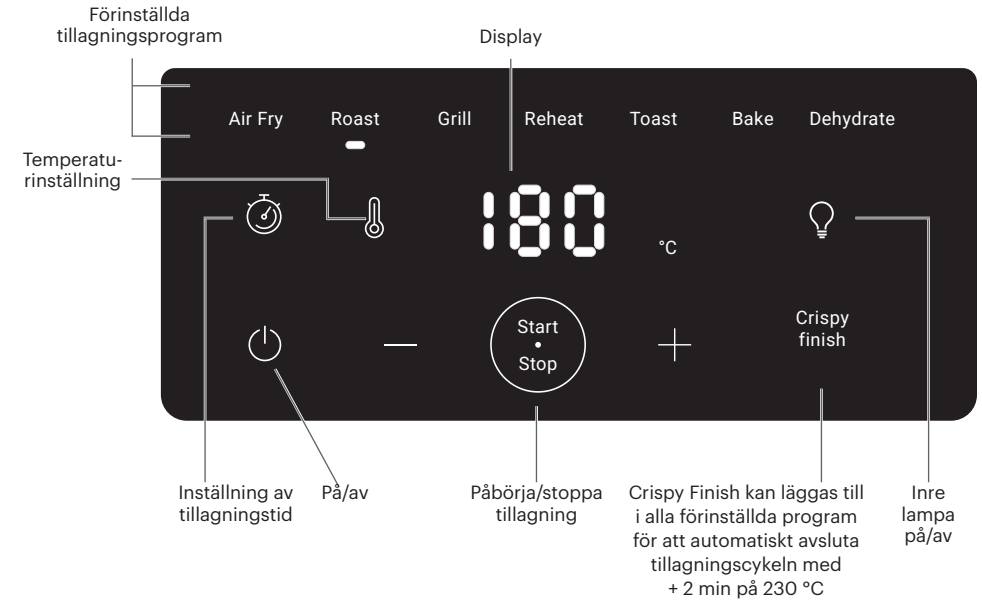 Förinställda
tillagningsprogram
Display
Air Fry Roast Grill Reheat Toast Bake Dehydrate
Temperatu-
rinställning
180
°C
Crispy
finish
Start
Stop
Inställning av
tillagningstid
På/av
Påbörja/stoppa
tillagning
Crispy Finish kan läggas till
i alla förinställda program
för att automatiskt avsluta
tillagningscykeln med
+ 2 min på 230 °C
Inre
lampa
på/av